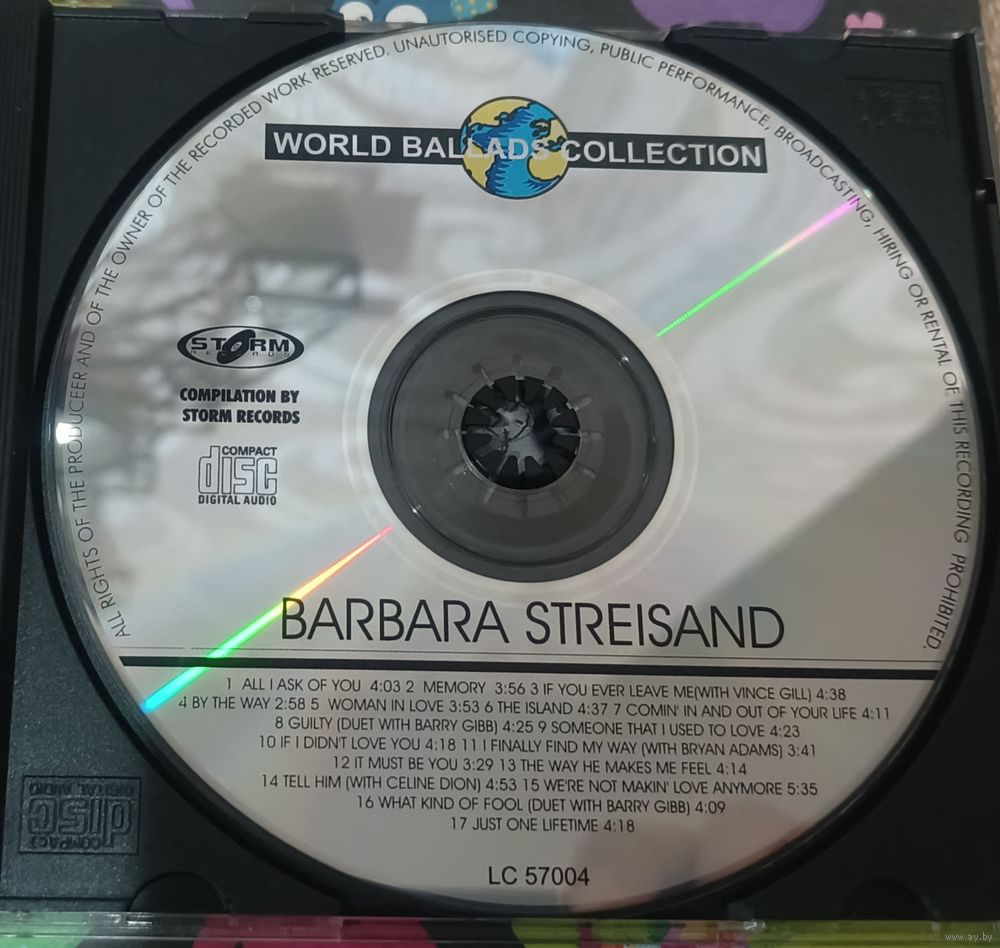 ALL RIGHTS OF THE PRODUCEER AND OF THE OWNER OF THE RECORDED WORK RESERVED. UNAUTORISED COPYING, PUBLIC PERFORMANCE, BROADCASTING, HIRING OR RENTAL OF THIS RECORDING PROHIBITED.
WORLD BALLADS COLLECTION
STORM
RECORDS
COMPILATION BY
STORM RECORDS
COMPACT
disc
DIGITAL AUDIO
BARBARA STREISAND
1 ALL I ASK OF YOU 4:03 2 MEMORY 3:56 3 IF YOU EVER LEAVE ME(WITH VINCE GILL) 4:38
4 BY THE WAY 2:58 5 WOMAN IN LOVE 3:53 6 THE ISLAND 4:37 7 COMIN' IN AND OUT OF YOUR LIFE 4:11
8 GUILTY (DUET WITH BARRY GIBB) 4:25 9 SOMEONE THAT I USED TO LOVE 4:23
10 IF I DIDN'T LOVE YOU 4:18 11 I FINALLY FIND MY WAY (WITH BRYAN ADAMS) 3:41
12 IT MUST BE YOU 3:29 13 THE WAY HE MAKES ME FEEL 4:14
14 TELL HIM (WITH CELINE DION) 4:53 15 WE'RE NOT MAKIN' LOVE ANYMORE 5:35
16 WHAT KIND OF FOOL (DUET WITH BARRY GIBB) 4:09
17 JUST ONE LIFETIME 4:18
LC 57004
COMPACT
disc
DIGITAL AUDIO
www.ay.by